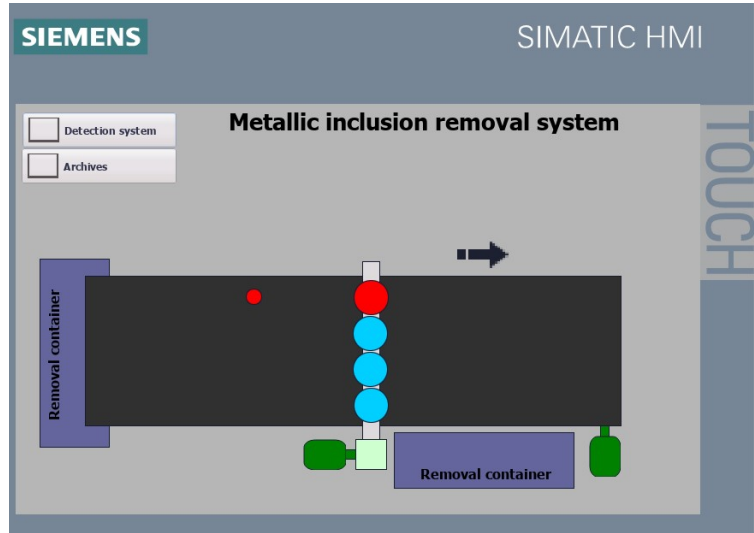 SIEMENS
SIMATIC HMI
TOUCH
Detection system
Metallic inclusion removal system
Archives
Removal container
Removal container